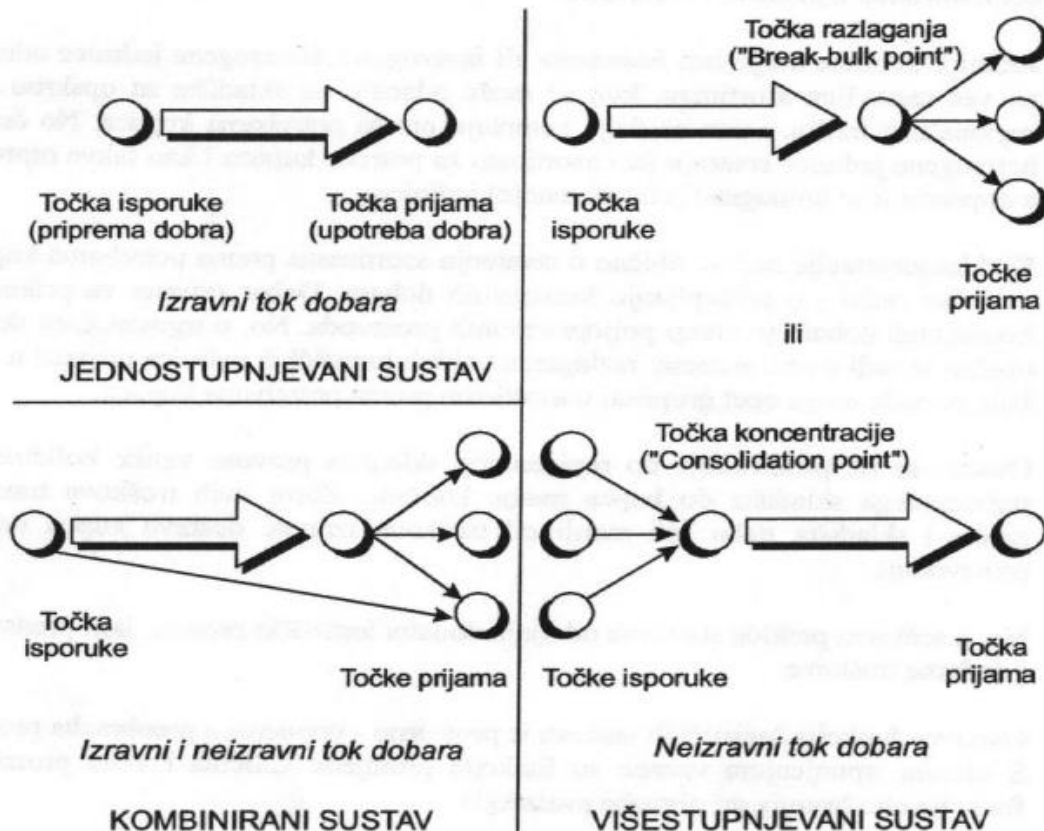 Točka isporuke
(priprema dobra)
Točka prijama
(upotreba dobra)
Izravni tok dobara
JEDNOSTUPNJEVANI SUSTAV
Točka
isporuke
Točke prijama
Izravni i neizravni tok dobara
KOMBINIRANI SUSTAV
Točka razlaganja
("Break-bulk point")
Točka
isporuke
Točke
prijama
ili
Točka koncentracije
("Consolidation point")
Točke isporuke
Točka
prijama
Neizravni tok dobara
VIŠESTUPNJEVANI SUSTAV